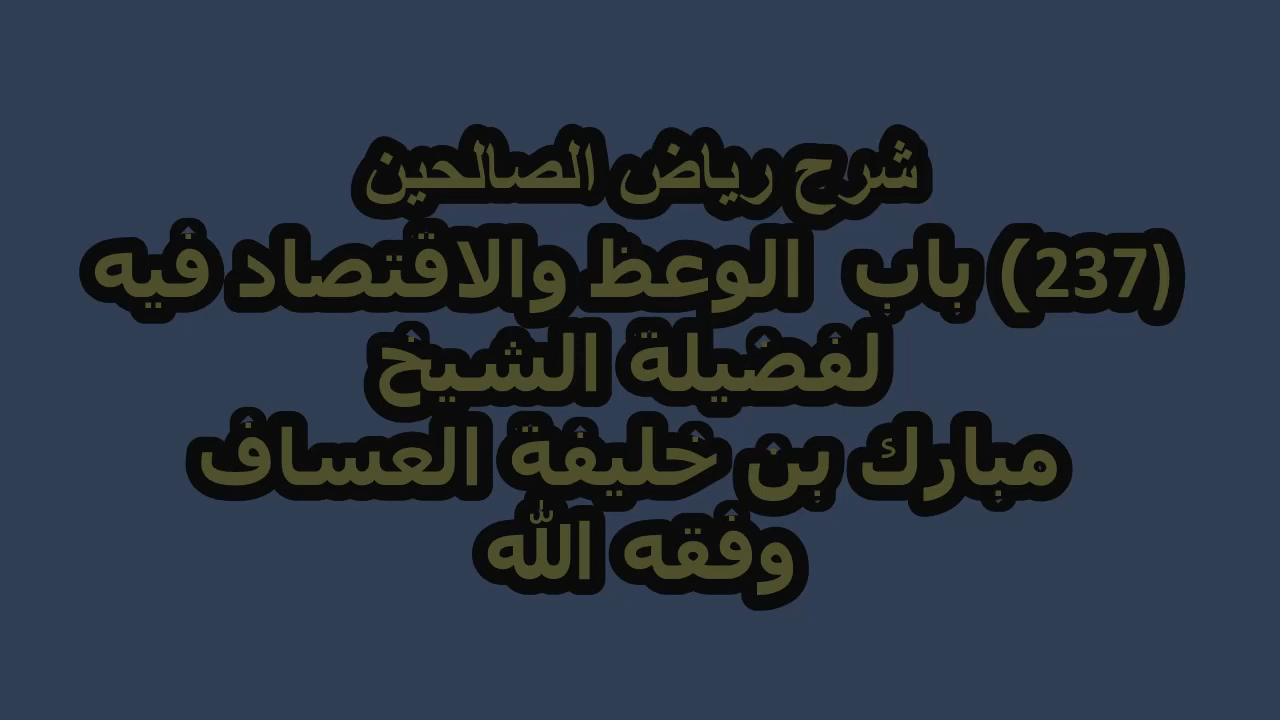 شرح رياض الصالحين
(237) باب الوعظ والاقتصاد فيه
لفضيلة الشيخ
مبارك بن خليفة العساف
وفقه الله